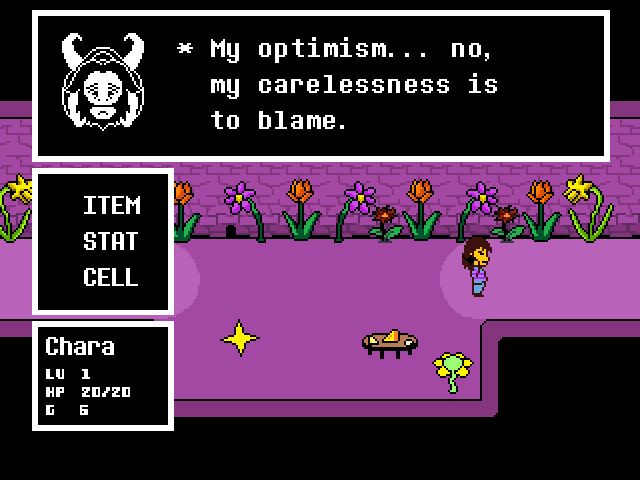 * My optimism... no,
my carelessness is
to blame.
ITEM
STAT
CELL
Chara
LV 1
HP 20/20
G 6